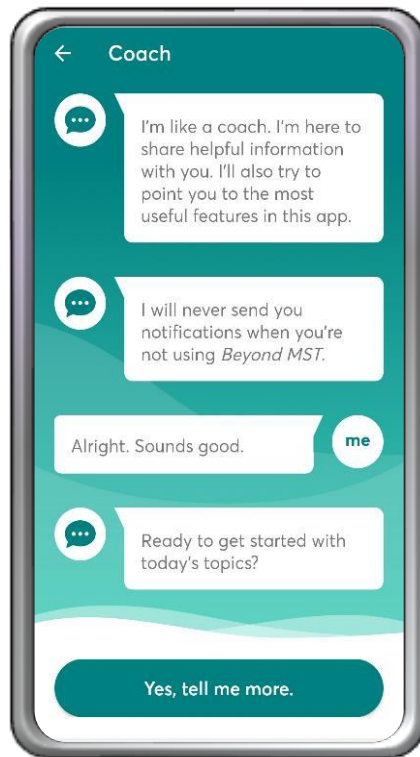 Coach
I'm like a coach. I'm here to
share helpful information
with you. I'll also try to
point you to the most
useful features in this app.
I will never send you
notifications when you're
not using Beyond MST.
Alright. Sounds good.
me
Ready to get started with
today's topics?
Yes, tell me more.